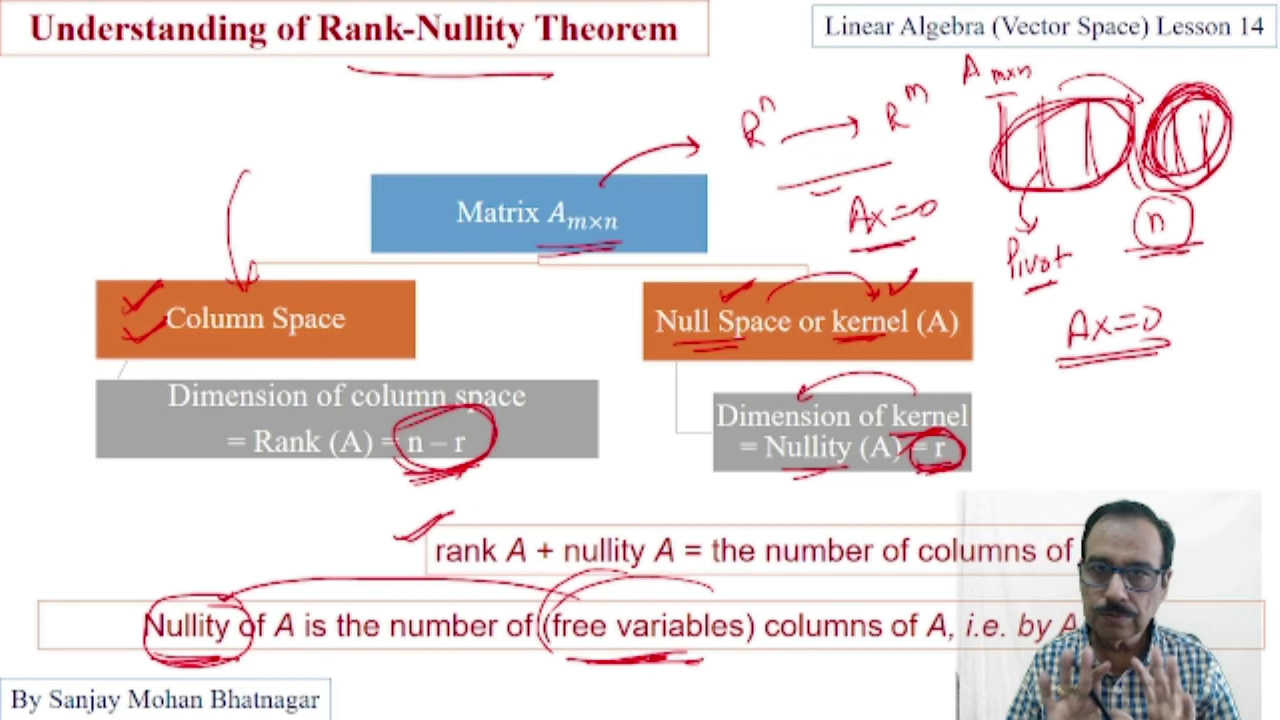 Understanding of Rank-Nullity Theorem
Linear Algebra (Vector Space) Lesson 14
A m×n
R^n → R^m
Matrix A_{m×n}
Ax=0
n
Pivot
Column Space
Null Space or kernel (A)
Ax=0
Dimension of column space
= Rank (A) = n – r
Dimension of kernel
= Nullity (A) = r
rank A + nullity A = the number of columns of
Nullity of A is the number of (free variables) columns of A, i.e. by A
By Sanjay Mohan Bhatnagar